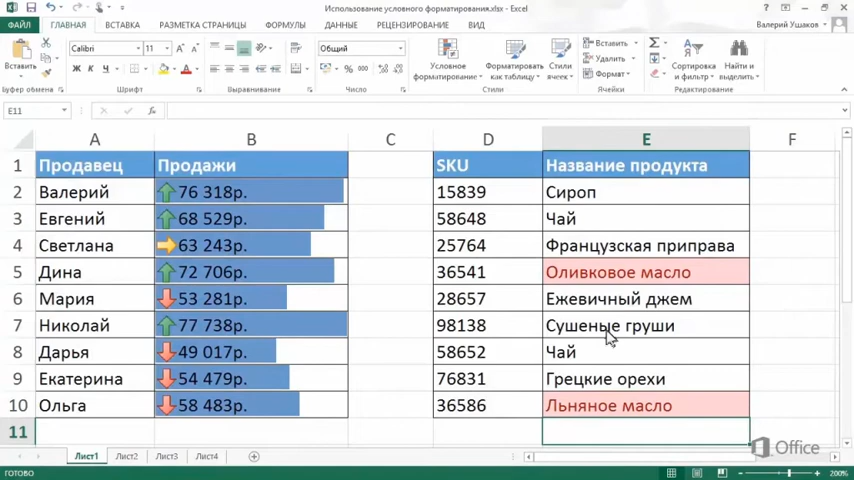 Использование условного форматирования.xlsx - Excel
ФАЙЛ ГЛАВНАЯ ВСТАВКА РАЗМЕТКА СТРАНИЦЫ ФОРМУЛЫ ДАННЫЕ РЕЦЕНЗИРОВАНИЕ ВИД Валерий Ушаков
Вставить
Calibri 11
Ж К Ч
Общий
% 000
Условное форматирование
Форматировать как таблицу
Стили ячеек
Вставить
Удалить
Формат
Сортировка и фильтр
Найти и выделить
Буфер обмена Шрифт Выравнивание Число Стили Ячейки Редактирование
E11 fx
A B C D E F
1 Продавец Продажи SKU Название продукта
2 Валерий 76 318р. 15839 Сироп
3 Евгений 68 529р. 58648 Чай
4 Светлана 63 243р. 25764 Французская приправа
5 Дина 72 706р. 36541 Оливковое масло
6 Мария 53 281р. 28657 Ежевичный джем
7 Николай 77 738р. 98138 Сушеные груши
8 Дарья 49 017р. 58652 Чай
9 Екатерина 54 479р. 76831 Грецкие орехи
10 Ольга 58 483р. 36586 Льняное масло
11
Office
Лист1 Лист2 Лист3 Лист4
ГОТОВО 200%